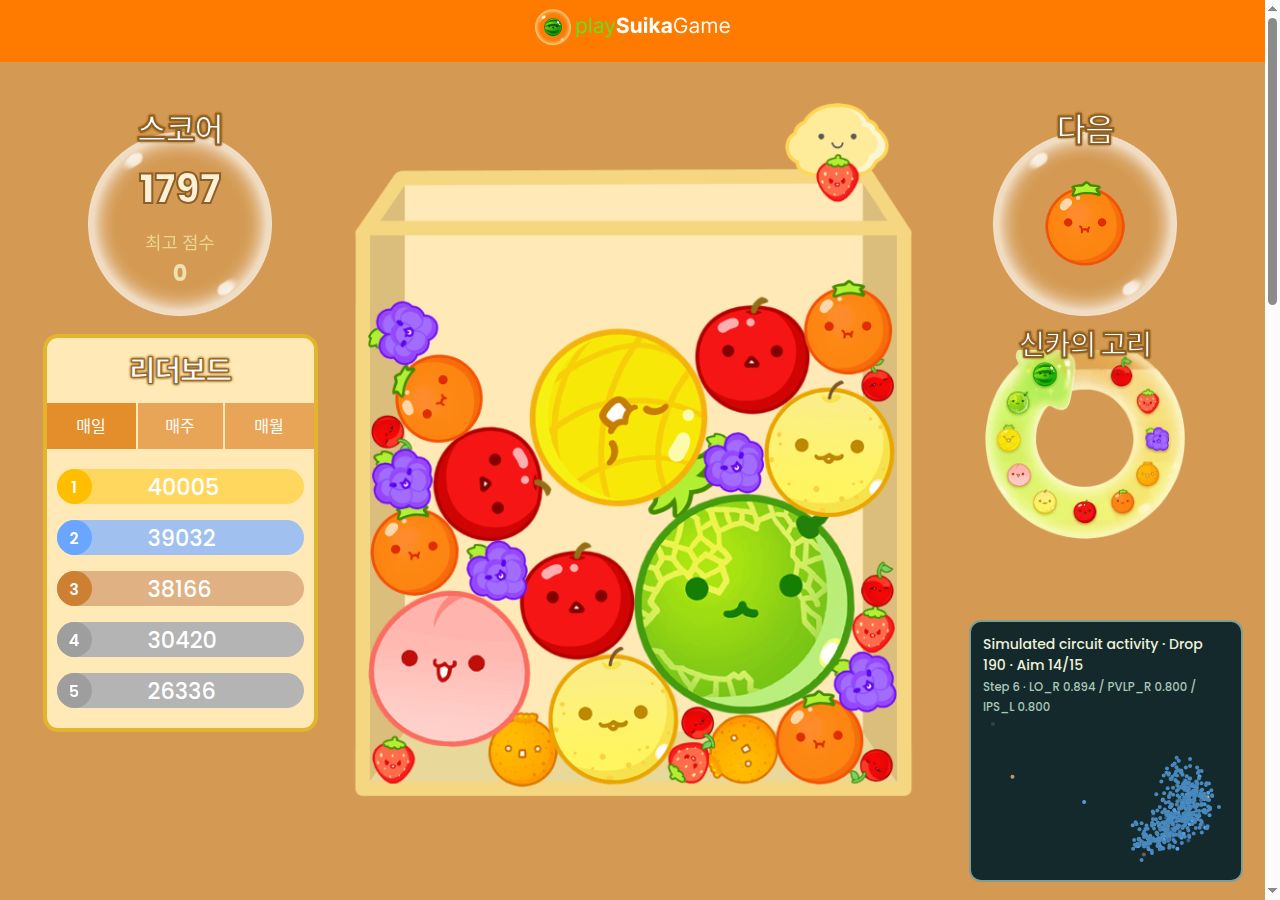 playSuikaGame
스코어
1797
최고 점수
0
리더보드
매일 매주 매월
1 40005
2 39032
3 38166
4 30420
5 26336
다음
신카의 고리
Simulated circuit activity · Drop
190 · Aim 14/15
Step 6 · LO_R 0.894 / PVLP_R 0.800 /
IPS_L 0.800